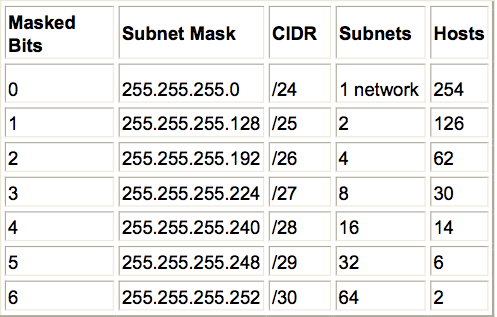 Masked Bits Subnet Mask CIDR Subnets Hosts
0 255.255.255.0 /24 1 network 254
1 255.255.255.128 /25 2 126
2 255.255.255.192 /26 4 62
3 255.255.255.224 /27 8 30
4 255.255.255.240 /28 16 14
5 255.255.255.248 /29 32 6
6 255.255.255.252 /30 64 2